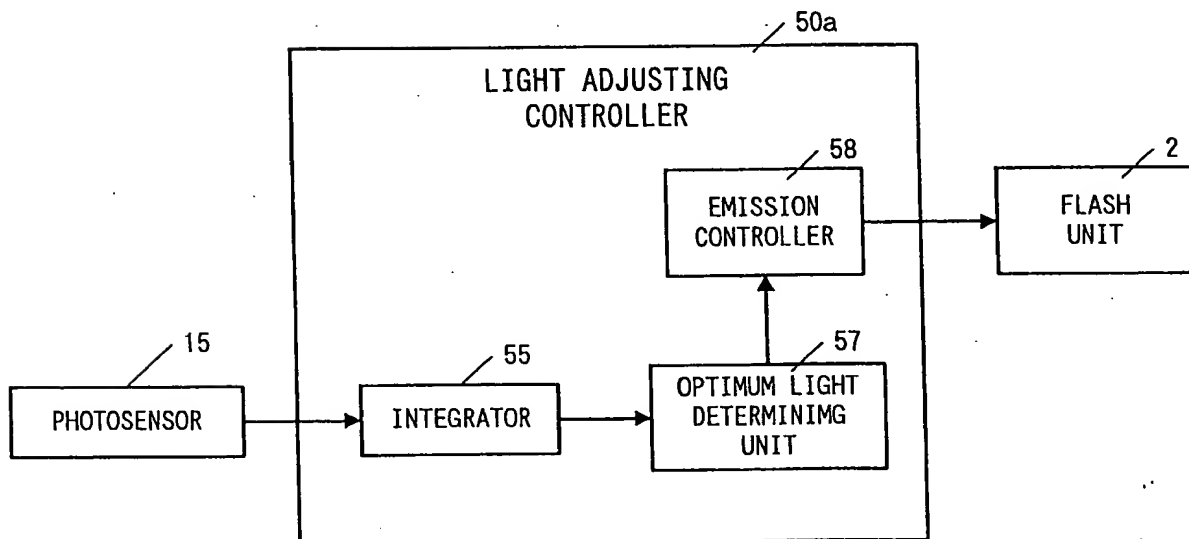 50a
LIGHT ADJUSTING
CONTROLLER
58
2
EMISSION
CONTROLLER
FLASH
UNIT
15
55
57
PHOTOSENSOR
INTEGRATOR
OPTIMUM LIGHT
DETERMINIMG
UNIT